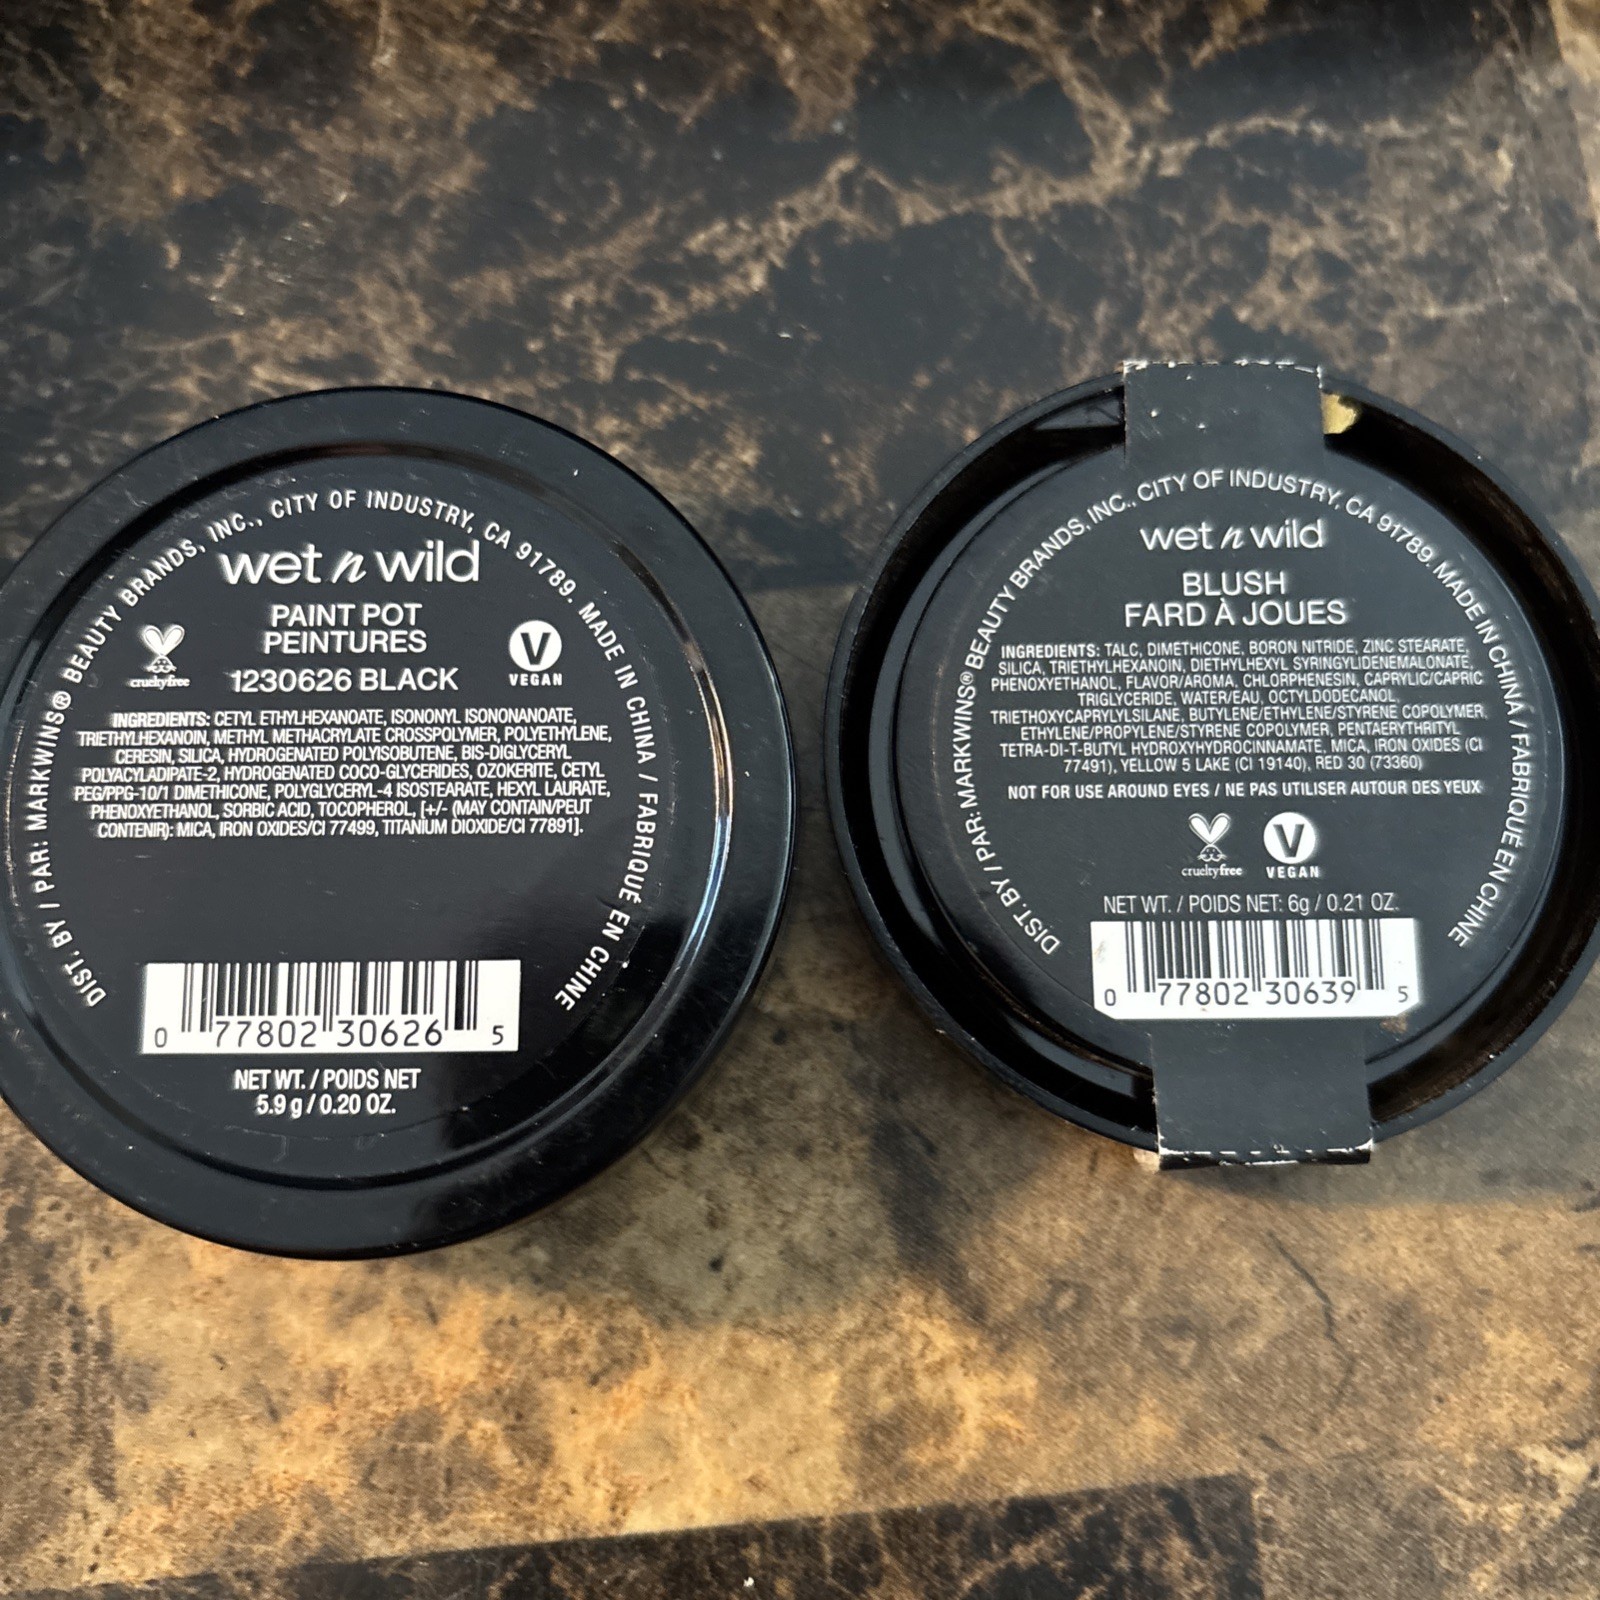 DIST. BY / PAR: MARKWINS® BEAUTY BRANDS, INC., CITY OF INDUSTRY, CA 91789. MADE IN CHINA / FABRIQUÉ EN CHINE
wet n wild
PAINT POT
PEINTURES
1230626 BLACK
crueltyfree
V
VEGAN
INGREDIENTS: CETYL ETHYLHEXANOATE, ISONONYL ISONONANOATE,
TRIETHYLHEXANOIN, METHYL METHACRYLATE CROSSPOLYMER, POLYETHYLENE,
CERESIN, SILICA, HYDROGENATED POLYISOBUTENE, BIS-DIGLYCERYL
POLYACYLADIPATE-2, HYDROGENATED COCO-GLYCERIDES, OZOKERITE, CETYL
PEG/PPG-10/1 DIMETHICONE, POLYGLYCERYL-4 ISOSTEARATE, HEXYL LAURATE,
PHENOXYETHANOL, SORBIC ACID, TOCOPHEROL, [+/- (MAY CONTAIN/PEUT
CONTENIR): MICA, IRON OXIDES/CI 77499, TITANIUM DIOXIDE/CI 77891].
0 77802 30626 5
NET WT. / POIDS NET
5.9 g / 0.20 OZ.
DIST. BY / PAR: MARKWINS® BEAUTY BRANDS, INC., CITY OF INDUSTRY, CA 91789. MADE IN CHINA / FABRIQUÉ EN CHINE
wet n wild
BLUSH
FARD À JOUES
INGREDIENTS: TALC, DIMETHICONE, BORON NITRIDE, ZINC STEARATE,
SILICA, TRIETHYLHEXANOIN, DIETHYLHEXYL SYRINGYLIDENEMALONATE,
PHENOXYETHANOL, FLAVOR/AROMA, CHLORPHENESIN, CAPRYLIC/CAPRIC
TRIGLYCERIDE, WATER/EAU, OCTYLDODECANOL,
TRIETHOXYCAPRYLYLSILANE, BUTYLENE/ETHYLENE/STYRENE COPOLYMER,
ETHYLENE/PROPYLENE/STYRENE COPOLYMER, PENTAERYTHRITYL
TETRA-DI-T-BUTYL HYDROXYHYDROCINNAMATE, MICA, IRON OXIDES (CI
77491), YELLOW 5 LAKE (CI 19140), RED 30 (73360)
NOT FOR USE AROUND EYES / NE PAS UTILISER AUTOUR DES YEUX
crueltyfree
V
VEGAN
NET WT. / POIDS NET: 6g / 0.21 OZ.
0 77802 30639 5